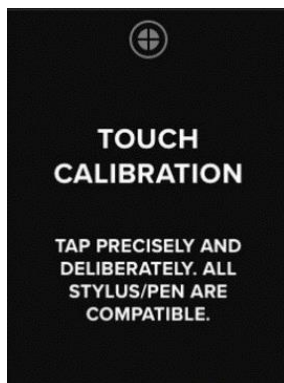 TOUCH
CALIBRATION
TAP PRECISELY AND
DELIBERATELY. ALL
STYLUS/PEN ARE
COMPATIBLE.